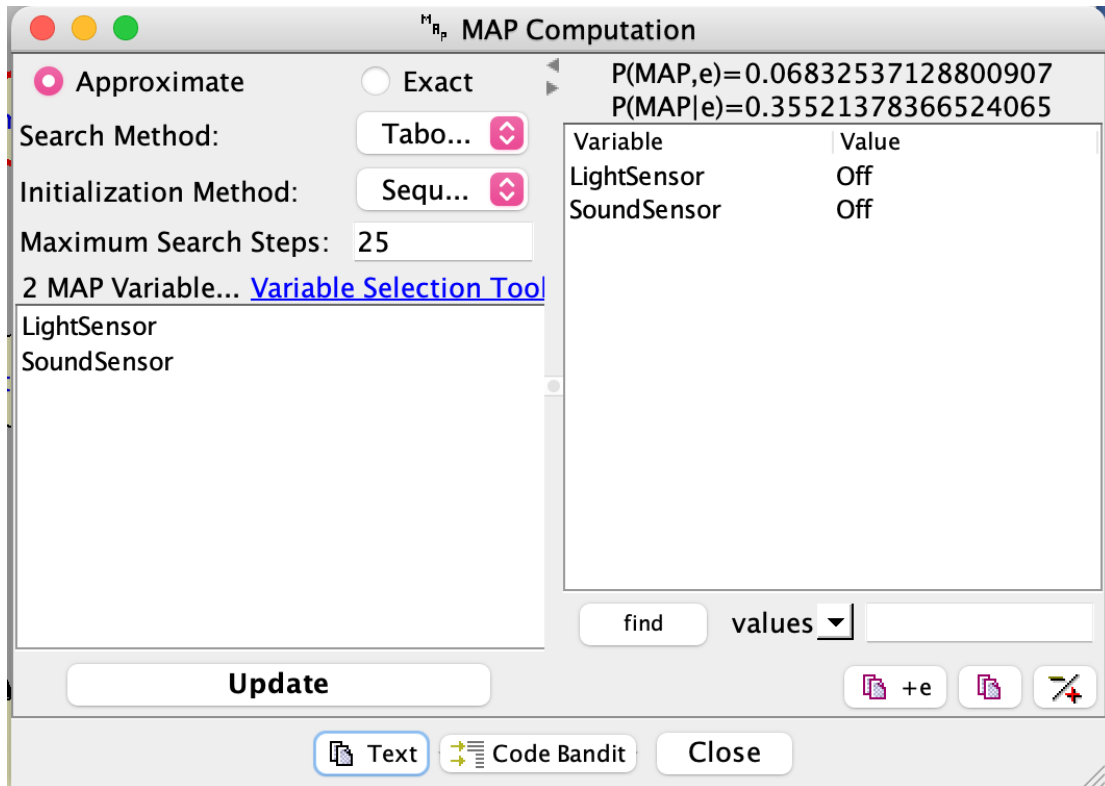 MAP MAP Computation
Approximate
Exact
Search Method:
Tabo...
Initialization Method:
Sequ...
Maximum Search Steps:
25
2 MAP Variable... Variable Selection Tool
LightSensor
SoundSensor
Update
P(MAP,e)=0.06832537128800907
P(MAP|e)=0.35521378366524065
Variable Value
LightSensor Off
SoundSensor Off
find values
+e
Text Code Bandit Close